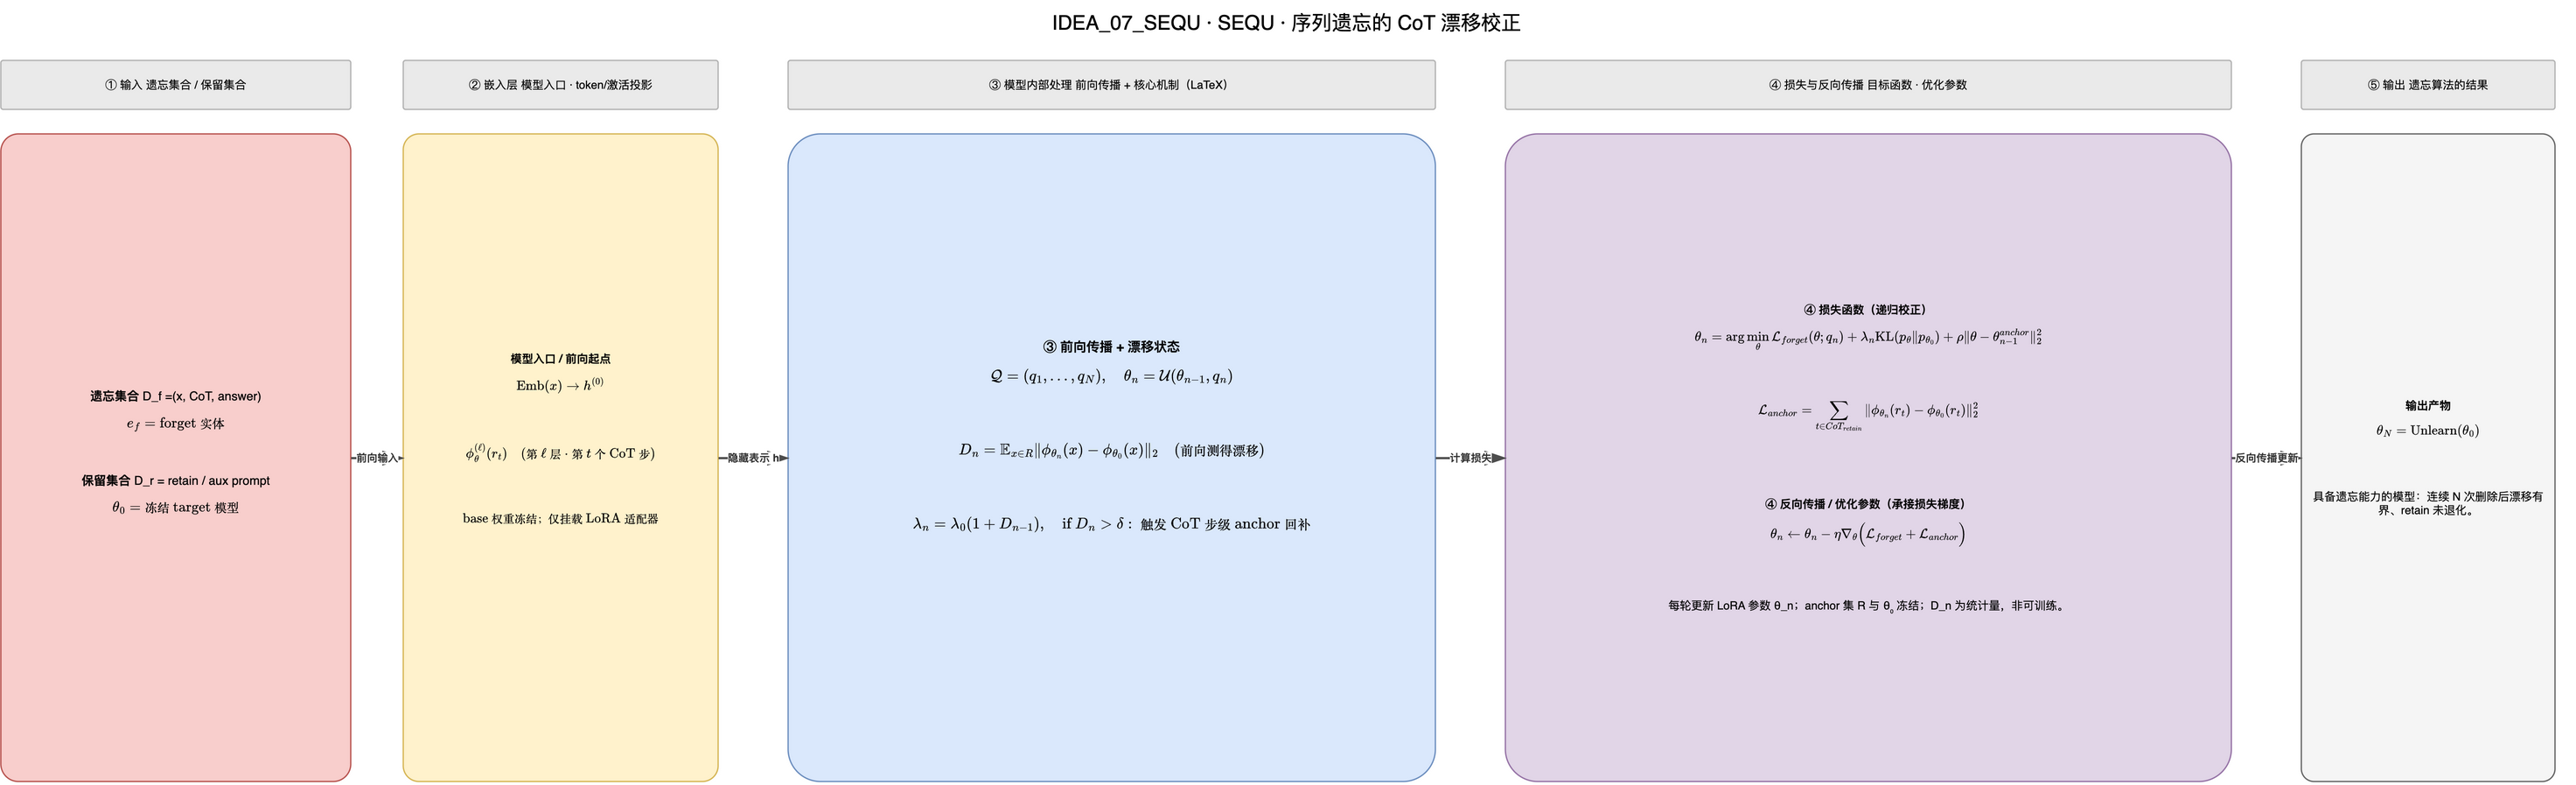 IDEA_07_SEQU · SEQU · 序列遗忘的 CoT 漂移校正
① 输入 遗忘集合 / 保留集合
② 嵌入层 模型入口 · token/激活投影
③ 模型内部处理 前向传播 + 核心机制（LaTeX）
④ 损失与反向传播 目标函数 · 优化参数
⑤ 输出 遗忘算法的结果
遗忘集合 D_f =(x, CoT, answer)
e_f = forget 实体
保留集合 D_r = retain / aux prompt
θ_0 = 冻结 target 模型
前向输入
模型入口 / 前向起点
Emb(x) → h^{(0)}
ϕ_θ^{(ℓ)}(r_t) (第 ℓ 层 · 第 t 个 CoT 步)
base 权重冻结；仅挂载 LoRA 适配器
隐藏表示 h
③ 前向传播 + 漂移状态
𝒬 = (q_1, . . . , q_N), θ_n = 𝒰(θ_{n−1}, q_n)
D_n = 𝔼_{x∈R}‖ϕ_{θ_n}(x) − ϕ_{θ_0}(x)‖_2 (前向测得漂移)
λ_n = λ_0(1 + D_{n−1}), if D_n > δ : 触发 CoT 步级 anchor 回补
计算损失
④ 损失函数（递归校正）
θ_n = arg min_θ ℒ_{forget}(θ; q_n) + λ_n KL(p_θ‖p_{θ_0}) + ρ‖θ − θ_{n−1}^{anchor}‖_2^2
ℒ_{anchor} = ∑_{t∈CoT_{retain}} ‖ϕ_{θ_n}(r_t) − ϕ_{θ_0}(r_t)‖_2^2
④ 反向传播 / 优化参数（承接损失梯度）
θ_n ← θ_n − η∇_θ(ℒ_{forget} + ℒ_{anchor})
每轮更新 LoRA 参数 θ_n；anchor 集 R 与 θ₀ 冻结；D_n 为统计量，非可训练。
反向传播更新
输出产物
θ_N = Unlearn(θ_0)
具备遗忘能力的模型：连续 N 次删除后漂移有
界、retain 未退化。